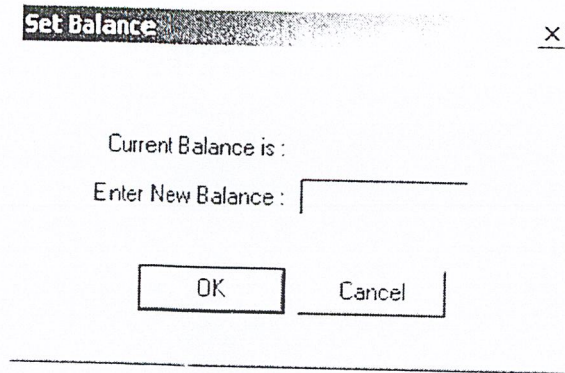 Set Balance
×
Current Balance is :
Enter New Balance :
OK
Cancel